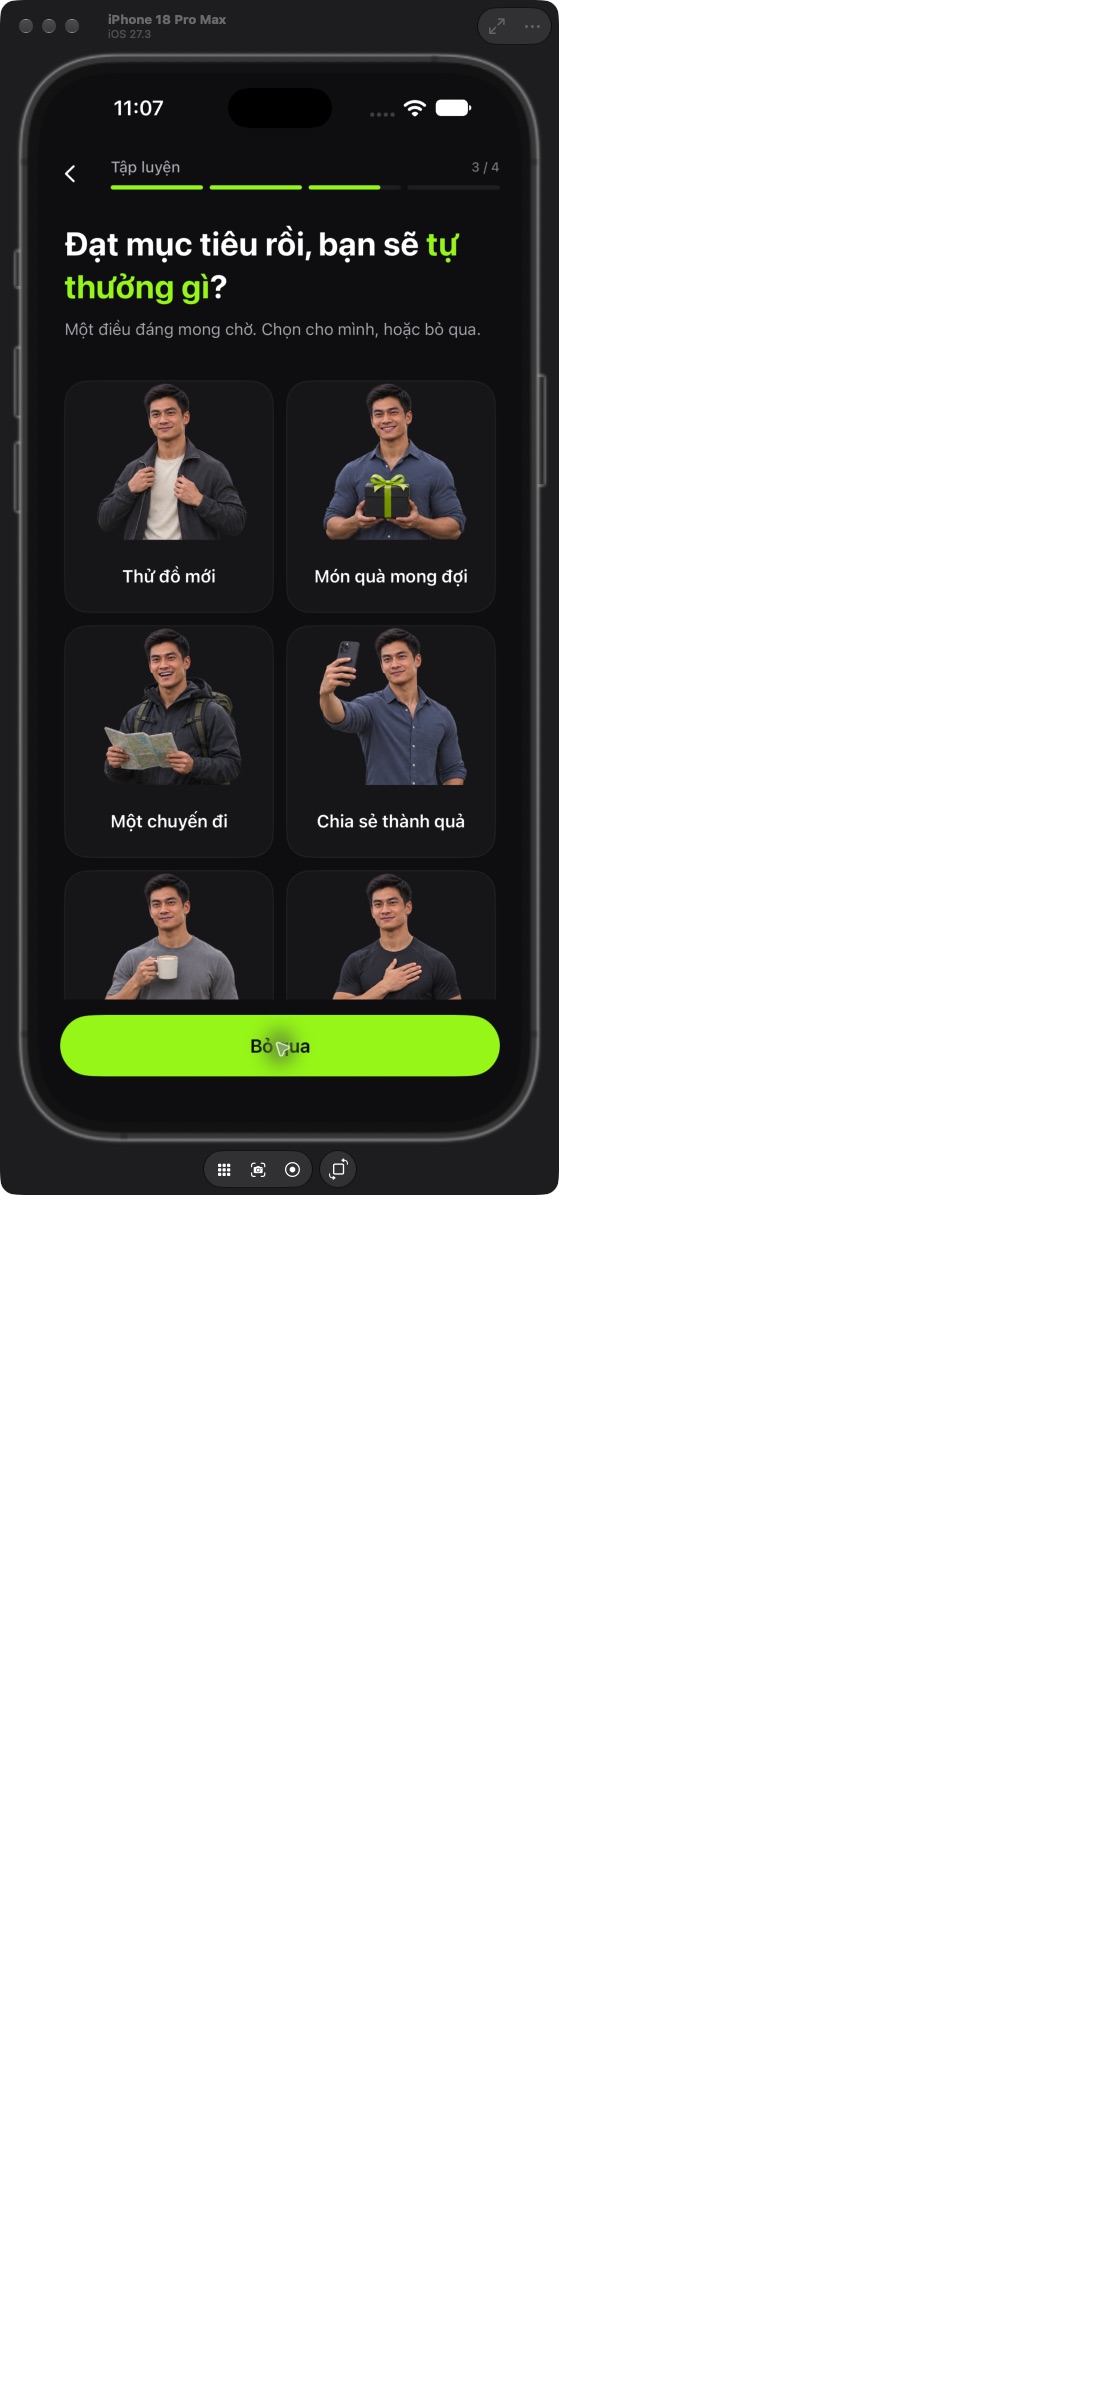 iPhone 18 Pro Max
iOS 27.3
11:07
Tập luyện
3 / 4
Đạt mục tiêu rồi, bạn sẽ tự
thưởng gì?
Một điều đáng mong chờ. Chọn cho mình, hoặc bỏ qua.
Thử đồ mới
Món quà mong đợi
Một chuyến đi
Chia sẻ thành quả
Bỏ qua